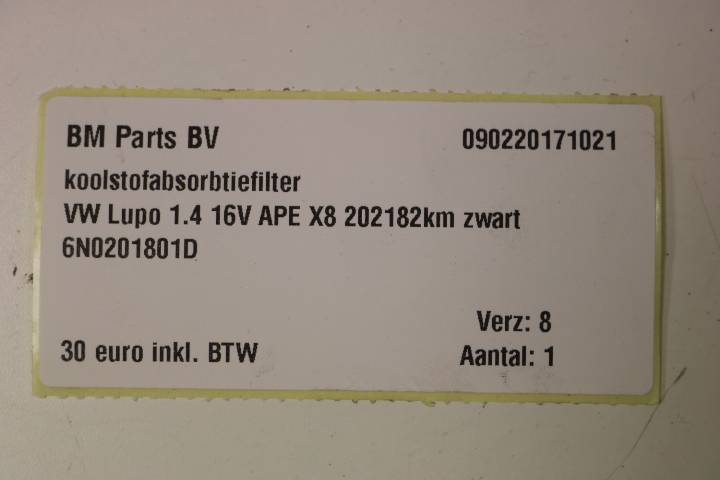 BM Parts BV 090220171021
koolstofabsorbtiefilter
VW Lupo 1.4 16V APE X8 202182km zwart
6N0201801D
Verz: 8
30 euro inkl. BTW Aantal: 1